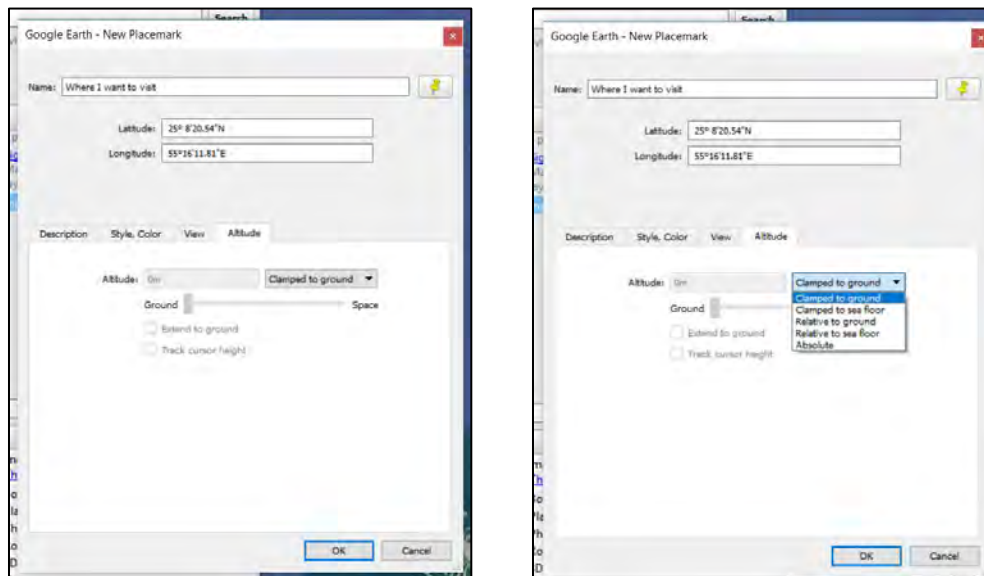 Search
Google Earth - New Placemark
Name: Where I want to visit
Latitude: 25° 8'20.54"N
Longitude: 55°16'11.81"E
Description Style, Color View Altitude
Altitude: 0m Clamped to ground
Ground Space
Extend to ground
Track cursor height
OK Cancel
Search
Google Earth - New Placemark
Name: Where I want to visit
Latitude: 25° 8'20.54"N
Longitude: 55°16'11.81"E
Description Style, Color View Altitude
Altitude: 0m Clamped to ground
Clamped to ground
Ground
Clamped to sea floor
Relative to ground
Extend to ground
Relative to sea floor
Absolute
Track cursor height
OK Cancel